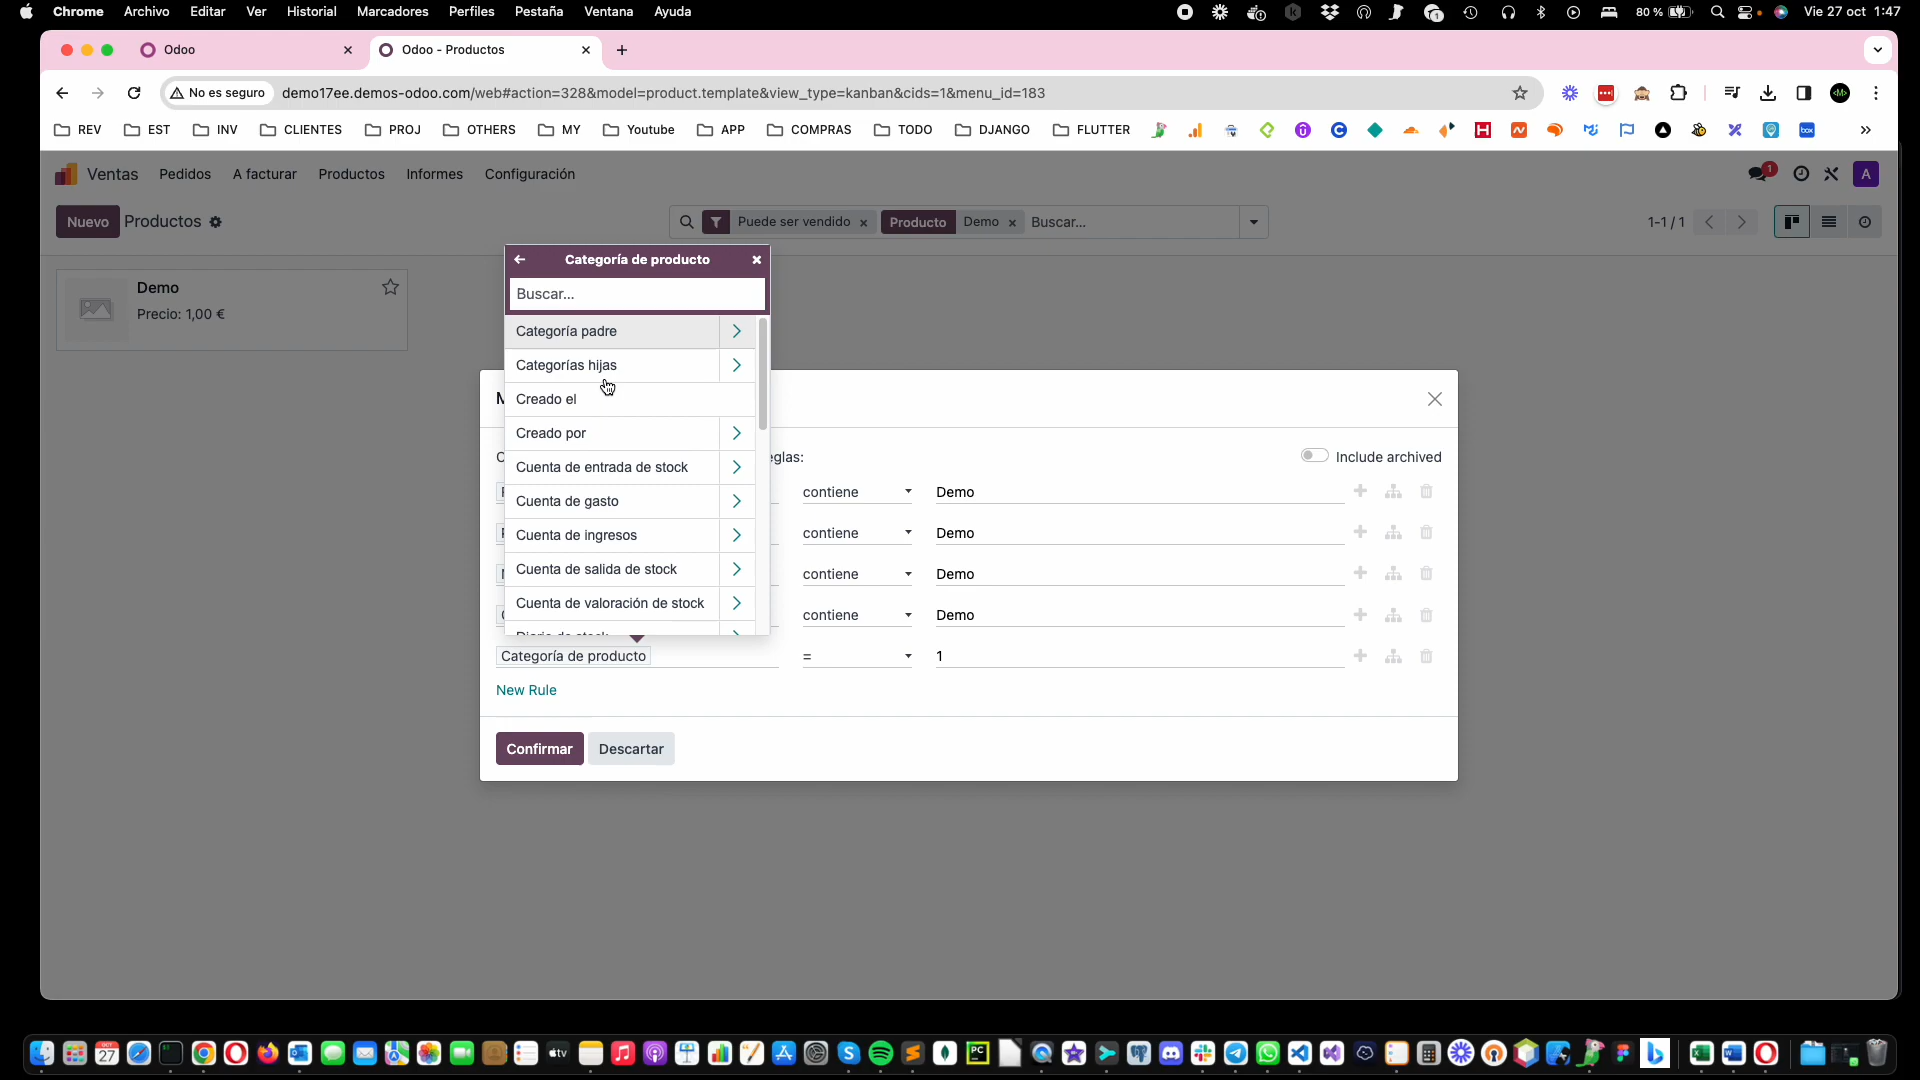 Chrome Archivo Editar Ver Historial Marcadores Perfiles Pestaña Ventana Ayuda 80 % Vie 27 oct 1:47
Odoo Odoo - Productos
No es seguro demo17ee.demos-odoo.com/web#action=328&model=product.template&view_type=kanban&cids=1&menu_id=183
REV EST INV CLIENTES PROJ OTHERS MY Youtube APP COMPRAS TODO DJANGO FLUTTER
Ventas Pedidos A facturar Productos Informes Configuración 1 A
Nuevo Productos Puede ser vendido Producto Demo Buscar... 1-1 / 1
Demo
Precio: 1,00 €
Categoría de producto
Buscar...
Categoría padre
Categorías hijas
Creado el
Creado por
Cuenta de entrada de stock
Cuenta de gasto
Cuenta de ingresos
Cuenta de salida de stock
Cuenta de valoración de stock
Diario de stock
eglas: Include archived
contiene Demo
contiene Demo
contiene Demo
contiene Demo
Categoría de producto = 1
New Rule
Confirmar Descartar